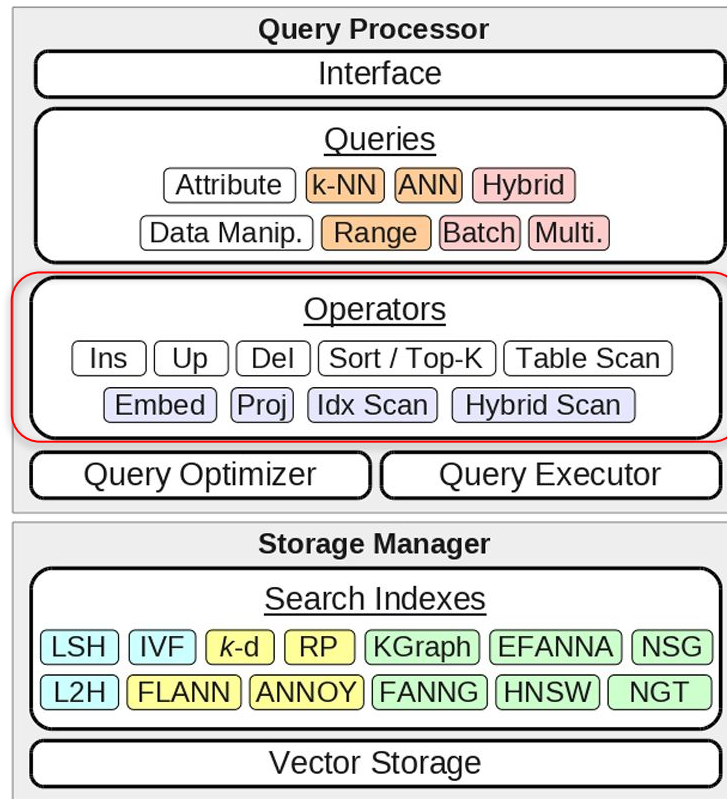 Query Processor
Interface
Queries
Attribute k-NN ANN Hybrid
Data Manip. Range Batch Multi.
Operators
Ins Up Del Sort / Top-K Table Scan
Embed Proj Idx Scan Hybrid Scan
Query Optimizer Query Executor
Storage Manager
Search Indexes
LSH IVF k-d RP KGraph EFANNA NSG
L2H FLANN ANNOY FANNG HNSW NGT
Vector Storage